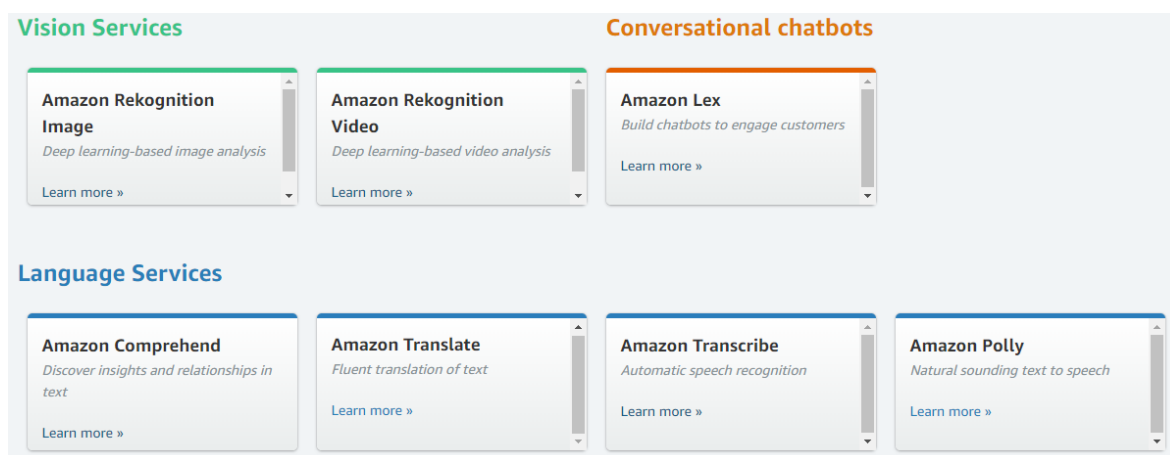 Vision Services
Conversational chatbots
Amazon Rekognition
Image
Deep learning-based image analysis
Learn more »
Amazon Rekognition
Video
Deep learning-based video analysis
Learn more »
Amazon Lex
Build chatbots to engage customers
Learn more »
Language Services
Amazon Comprehend
Discover insights and relationships in
text
Learn more »
Amazon Translate
Fluent translation of text
Learn more »
Amazon Transcribe
Automatic speech recognition
Learn more »
Amazon Polly
Natural sounding text to speech
Learn more »